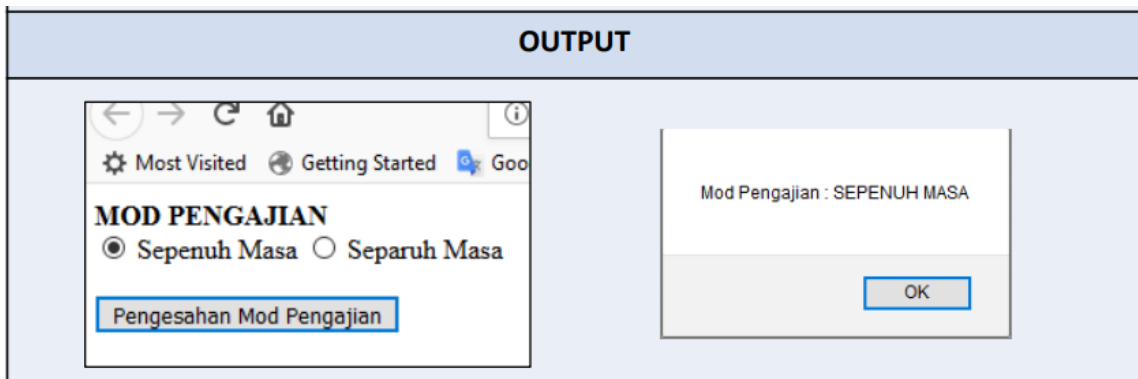 OUTPUT
Most Visited Getting Started Goo
MOD PENGAJIAN
Sepenuh Masa Separuh Masa
Pengesahan Mod Pengajian
Mod Pengajian : SEPENUH MASA
OK